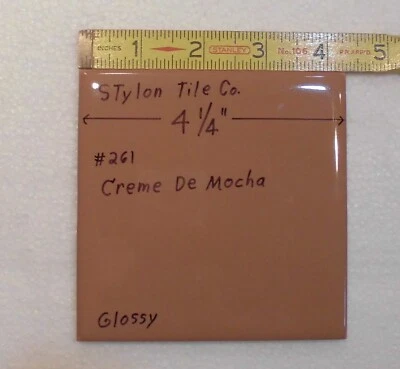 INCHES 1 2 STANLEY 3 No. 106 4 5
STylon Tile Co.
4 1/4"
#261
Creme De Mocha
Glossy